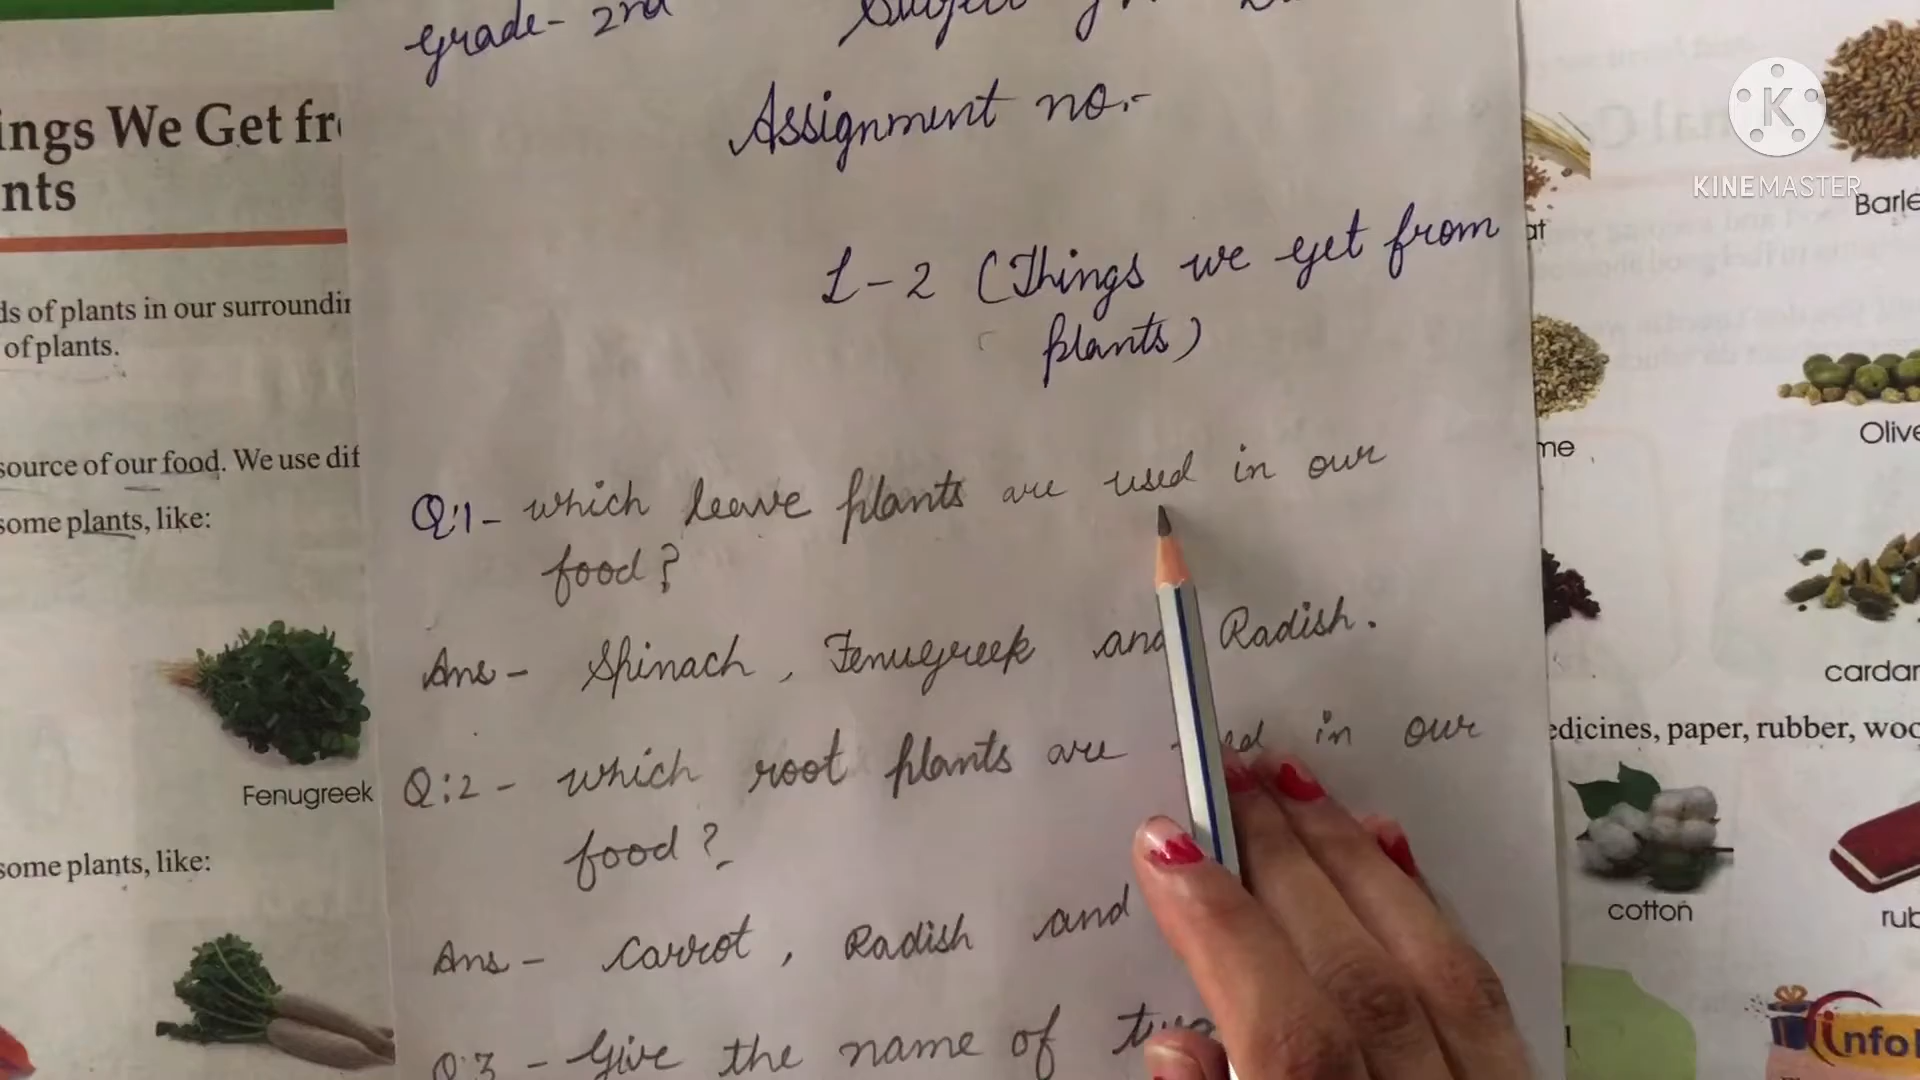 Grade- 2nd Subject
Assignment no.-
L-2 (Things we get from
plants)
Q:1- which leave plants are used in our
food?
Ans- Spinach, Fenugreek and Radish.
Q:2- which root plants are in our
food?
Ans- Carrot, Radish and
Q:3- Give the name of
ings We Get fr
nts
ds of plants in our surroundin
of plants.
source of our food. We use dif
some plants, like:
Fenugreek
some plants, like:
KINEMASTER
Barle
at
Olive
me
cardar
edicines, paper, rubber, woo
cotton
rub
info